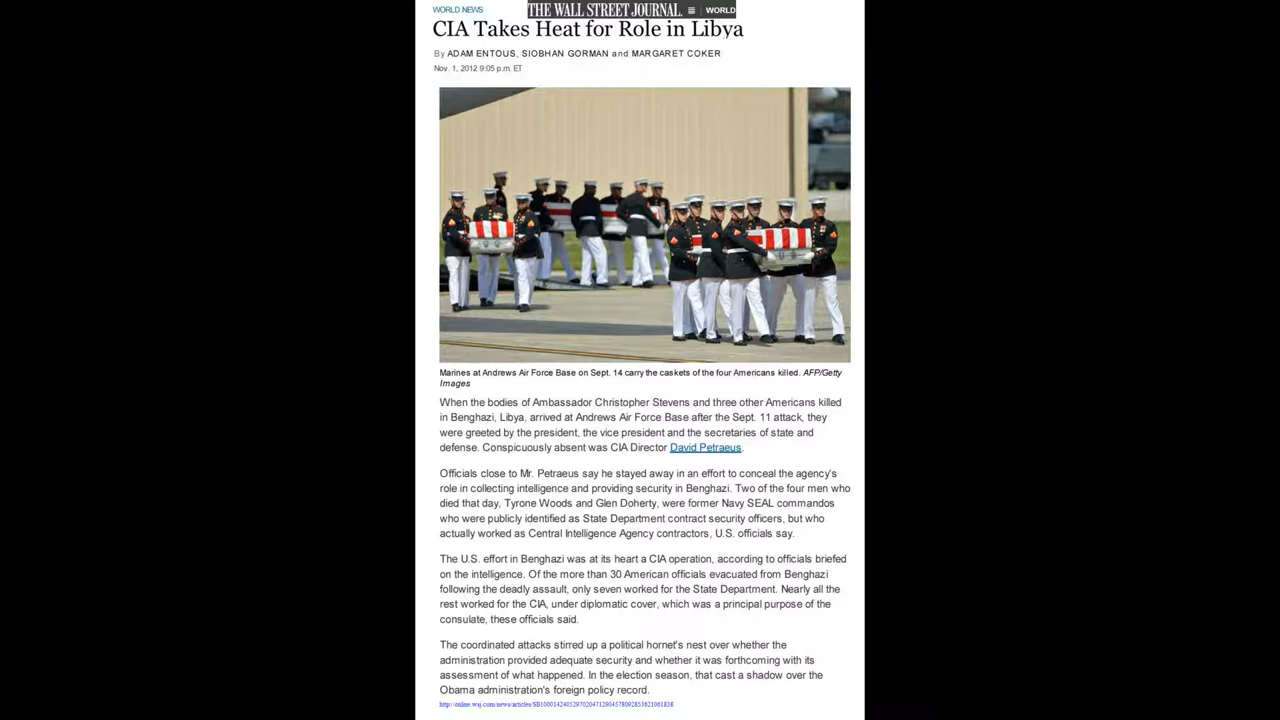 WORLD NEWS
THE WALL STREET JOURNAL. ≡ | WORLD
CIA Takes Heat for Role in Libya
By ADAM ENTOUS, SIOBHAN GORMAN and MARGARET COKER
Nov. 1, 2012 9:05 p.m. ET
Marines at Andrews Air Force Base on Sept. 14 carry the caskets of the four Americans killed. AFP/Getty
Images
When the bodies of Ambassador Christopher Stevens and three other Americans killed
in Benghazi, Libya, arrived at Andrews Air Force Base after the Sept. 11 attack, they
were greeted by the president, the vice president and the secretaries of state and
defense. Conspicuously absent was CIA Director David Petraeus.
Officials close to Mr. Petraeus say he stayed away in an effort to conceal the agency's
role in collecting intelligence and providing security in Benghazi. Two of the four men who
died that day, Tyrone Woods and Glen Doherty, were former Navy SEAL commandos
who were publicly identified as State Department contract security officers, but who
actually worked as Central Intelligence Agency contractors, U.S. officials say.
The U.S. effort in Benghazi was at its heart a CIA operation, according to officials briefed
on the intelligence. Of the more than 30 American officials evacuated from Benghazi
following the deadly assault, only seven worked for the State Department. Nearly all the
rest worked for the CIA, under diplomatic cover, which was a principal purpose of the
consulate, these officials said.
The coordinated attacks stirred up a political hornet's nest over whether the
administration provided adequate security and whether it was forthcoming with its
assessment of what happened. In the election season, that cast a shadow over the
Obama administration's foreign policy record.
http://online.wsj.com/news/articles/SB10001424052970204712904578092853621061838